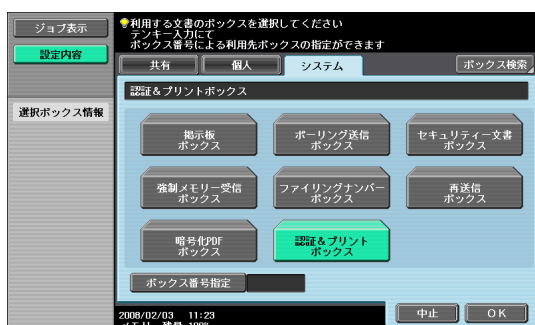 ジョブ表示
設定内容
選択ボックス情報
利用する文書のボックスを選択してください
テンキー入力にて
ボックス番号による利用先ボックスの指定ができます
共有
個人
システム
ボックス検索
認証&プリントボックス
掲示板
ボックス
ポーリング送信
ボックス
セキュリティー文書
ボックス
強制メモリー受信
ボックス
ファイリングナンバー
ボックス
再送信
ボックス
暗号化PDF
ボックス
認証&プリント
ボックス
ボックス番号指定
2008/02/03 11:23
メモリー残量 100%
中止
OK